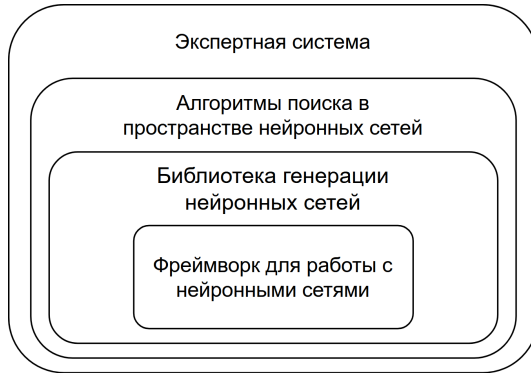 Экспертная система
Алгоритмы поиска в
пространстве нейронных сетей
Библиотека генерации
нейронных сетей
Фреймворк для работы с
нейронными сетями